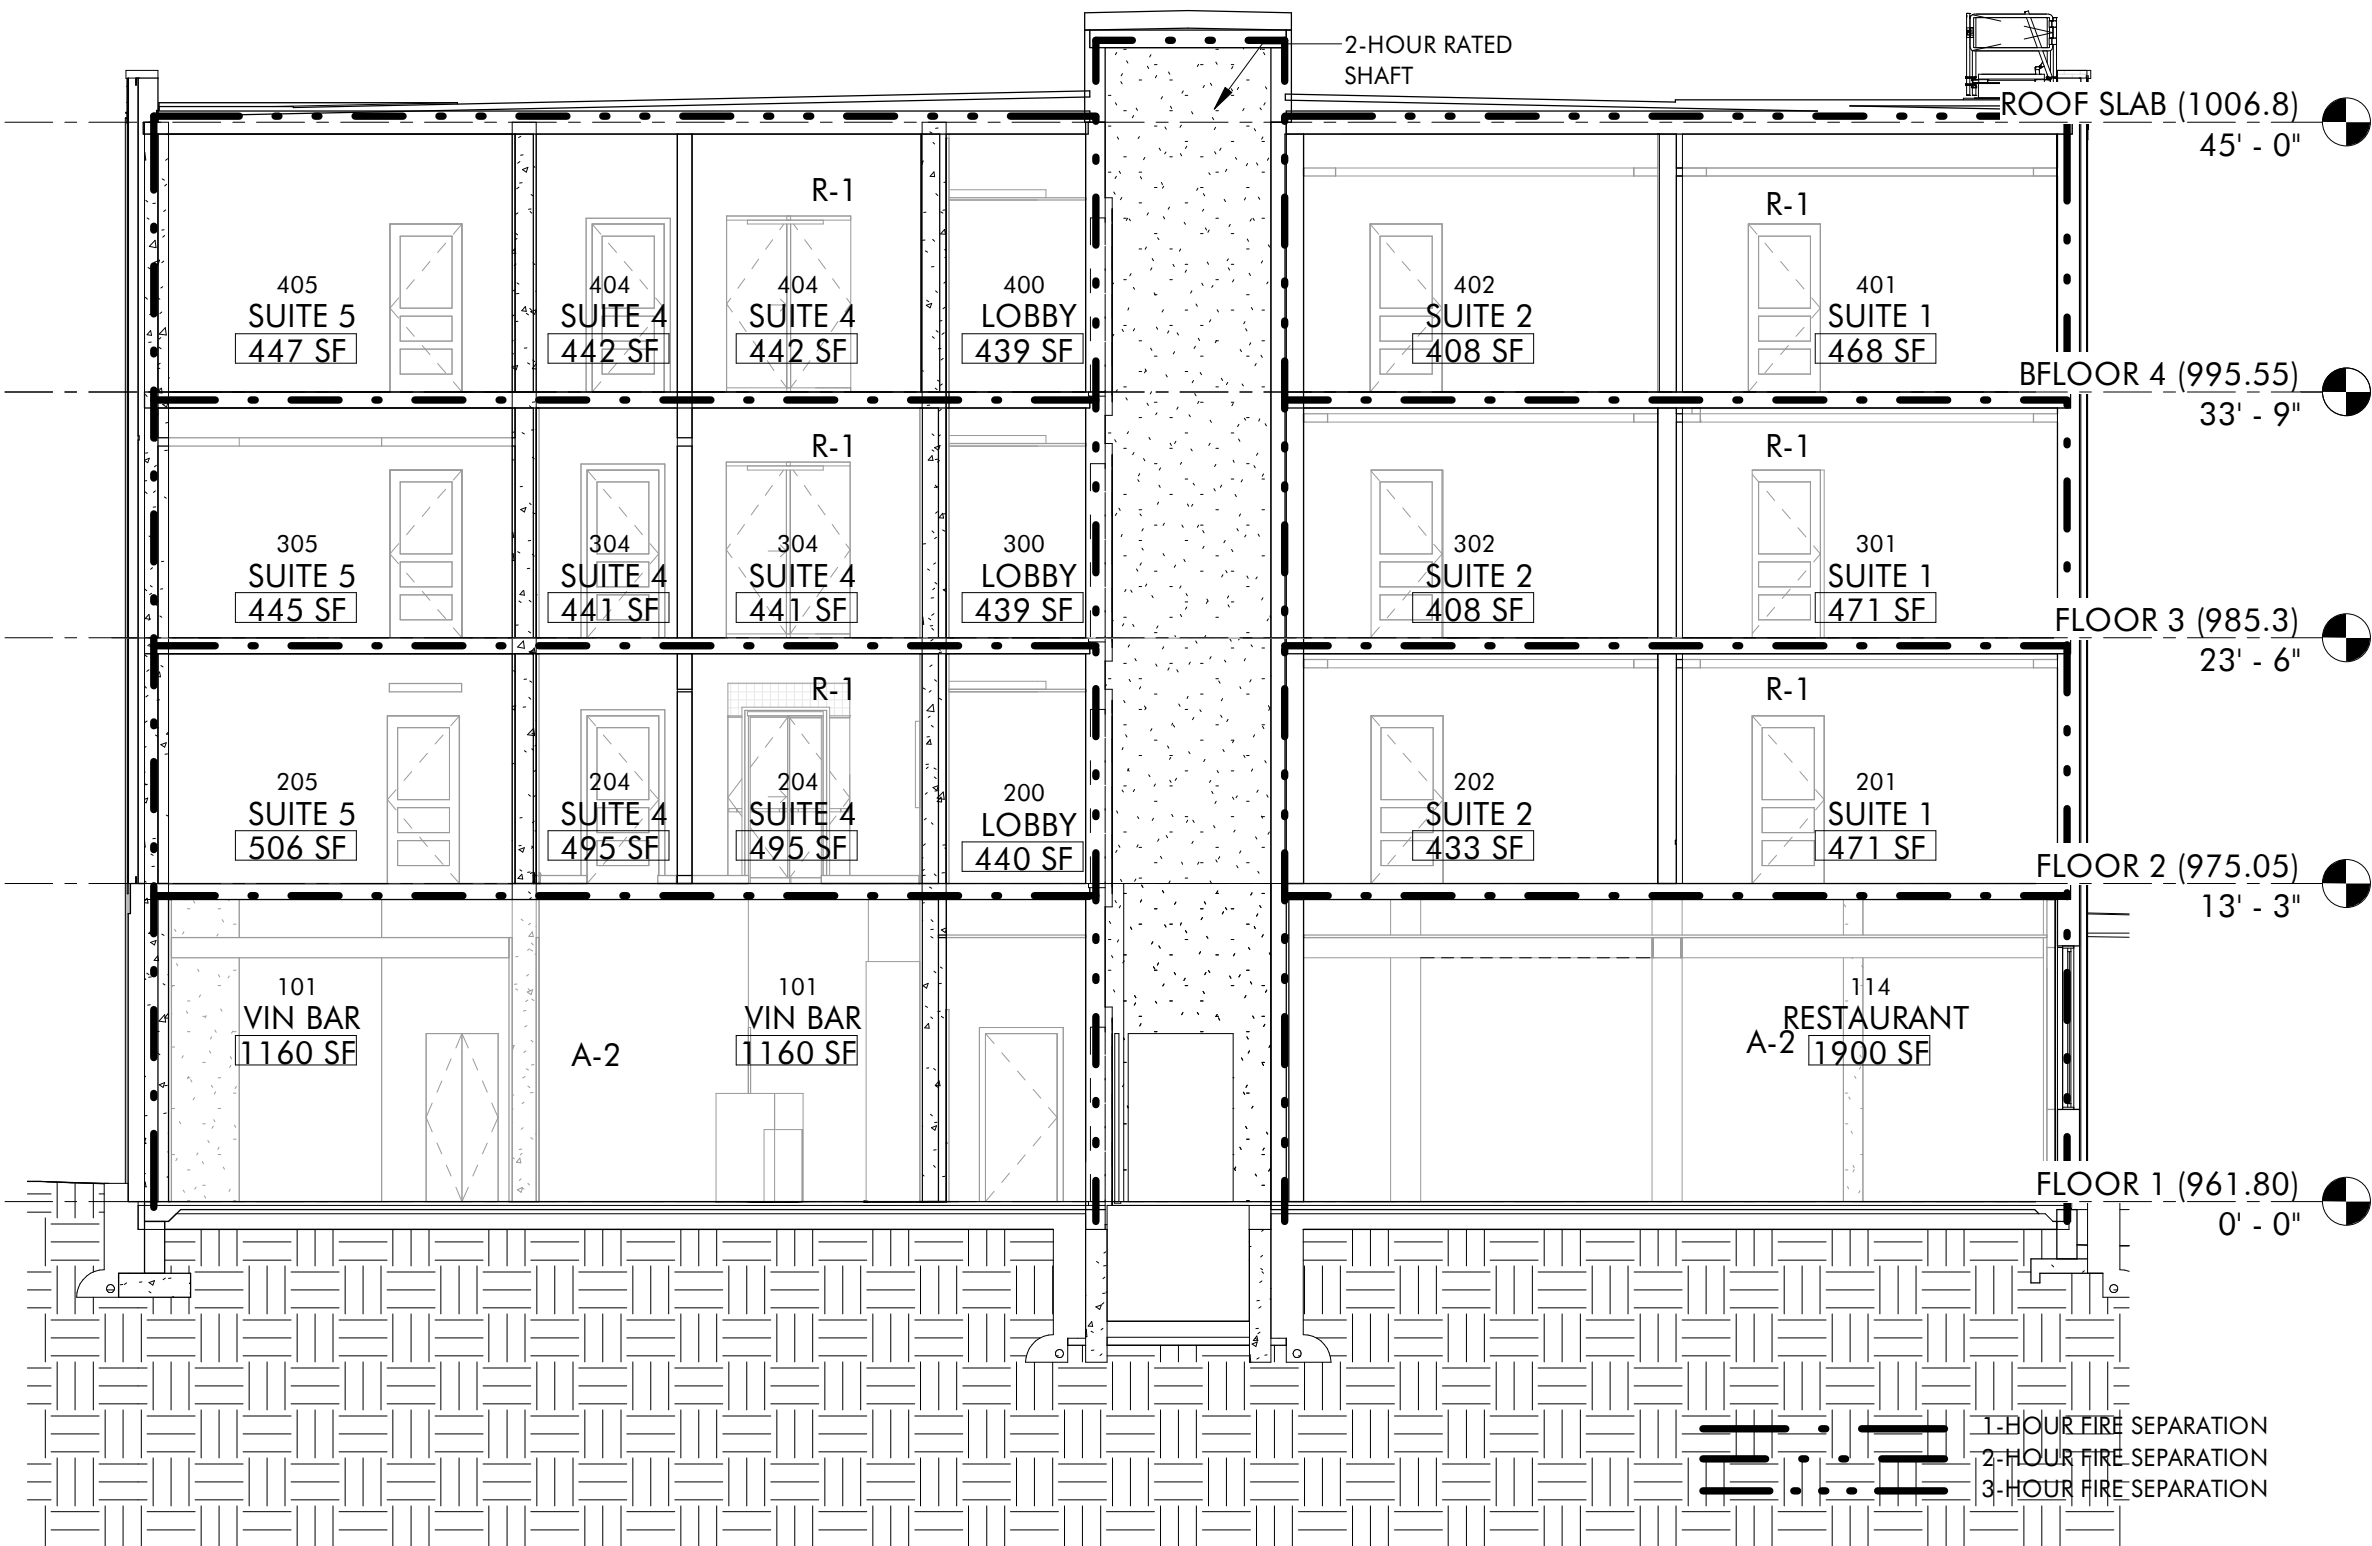 2-HOUR RATED
SHAFT
ROOF SLAB (1006.8)
45' - 0"
R-1
R-1
405
SUITE 5
447 SF
404
SUITE 4
442 SF
404
SUITE 4
442 SF
400
LOBBY
439 SF
402
SUITE 2
408 SF
401
SUITE 1
468 SF
BFLOOR 4 (995.55)
33' - 9"
R-1
R-1
305
SUITE 5
445 SF
304
SUITE 4
441 SF
304
SUITE 4
441 SF
300
LOBBY
439 SF
302
SUITE 2
408 SF
301
SUITE 1
471 SF
FLOOR 3 (985.3)
23' - 6"
R-1
R-1
205
SUITE 5
506 SF
204
SUITE 4
495 SF
204
SUITE 4
495 SF
200
LOBBY
440 SF
202
SUITE 2
433 SF
201
SUITE 1
471 SF
FLOOR 2 (975.05)
13' - 3"
101
VIN BAR
1160 SF
A-2
101
VIN BAR
1160 SF
114
RESTAURANT
A-2
1900 SF
FLOOR 1 (961.80)
0' - 0"
1-HOUR FIRE SEPARATION
2-HOUR FIRE SEPARATION
3-HOUR FIRE SEPARATION